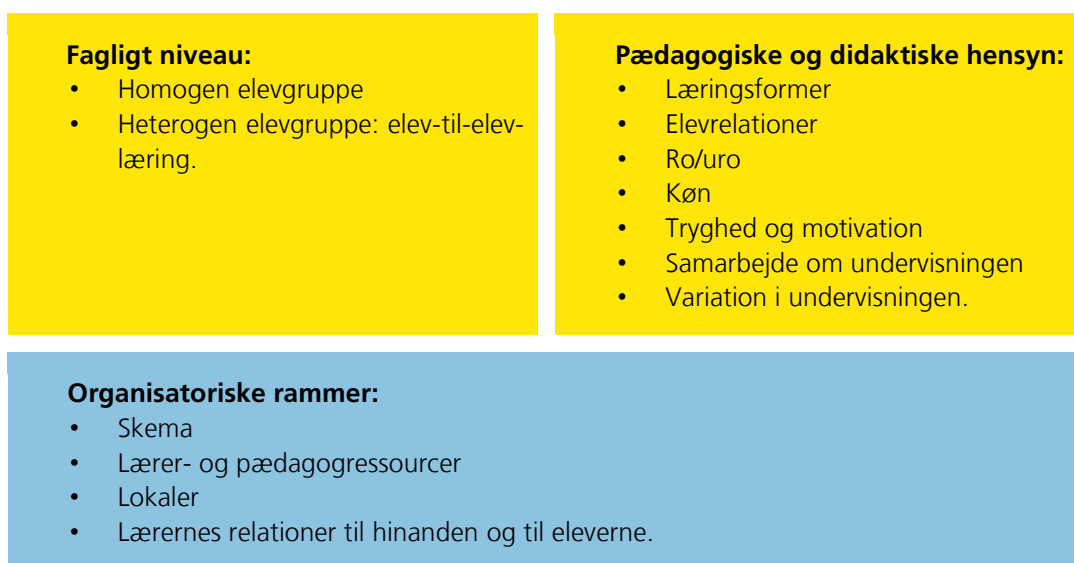 Fagligt niveau:
• Homogen elevgruppe
• Heterogen elevgruppe: elev-til-elev-
læring.
Pædagogiske og didaktiske hensyn:
• Læringsformer
• Elevrelationer
• Ro/uro
• Køn
• Tryghed og motivation
• Samarbejde om undervisningen
• Variation i undervisningen.
Organisatoriske rammer:
• Skema
• Lærer- og pædagogressourcer
• Lokaler
• Lærernes relationer til hinanden og til eleverne.